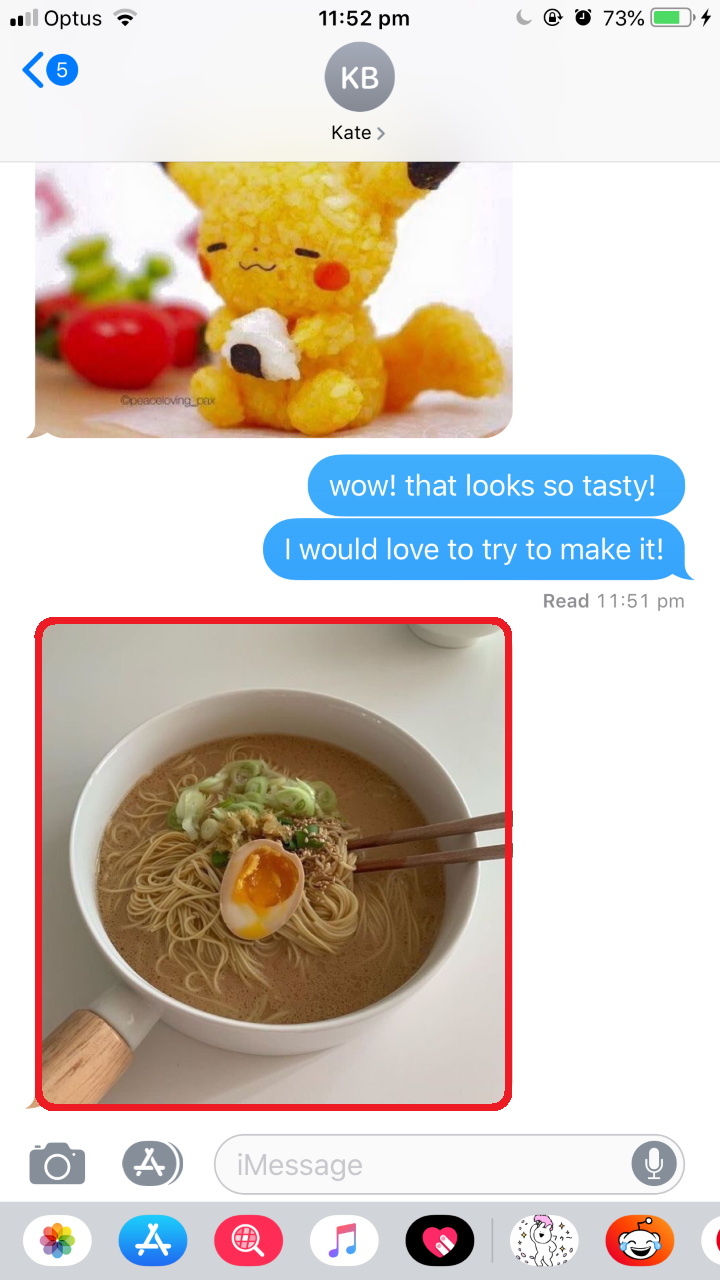 Optus 11:52 pm 73%
5
KB
Kate
©peaceloving_pax
wow! that looks so tasty!
I would love to try to make it!
Read 11:51 pm
iMessage